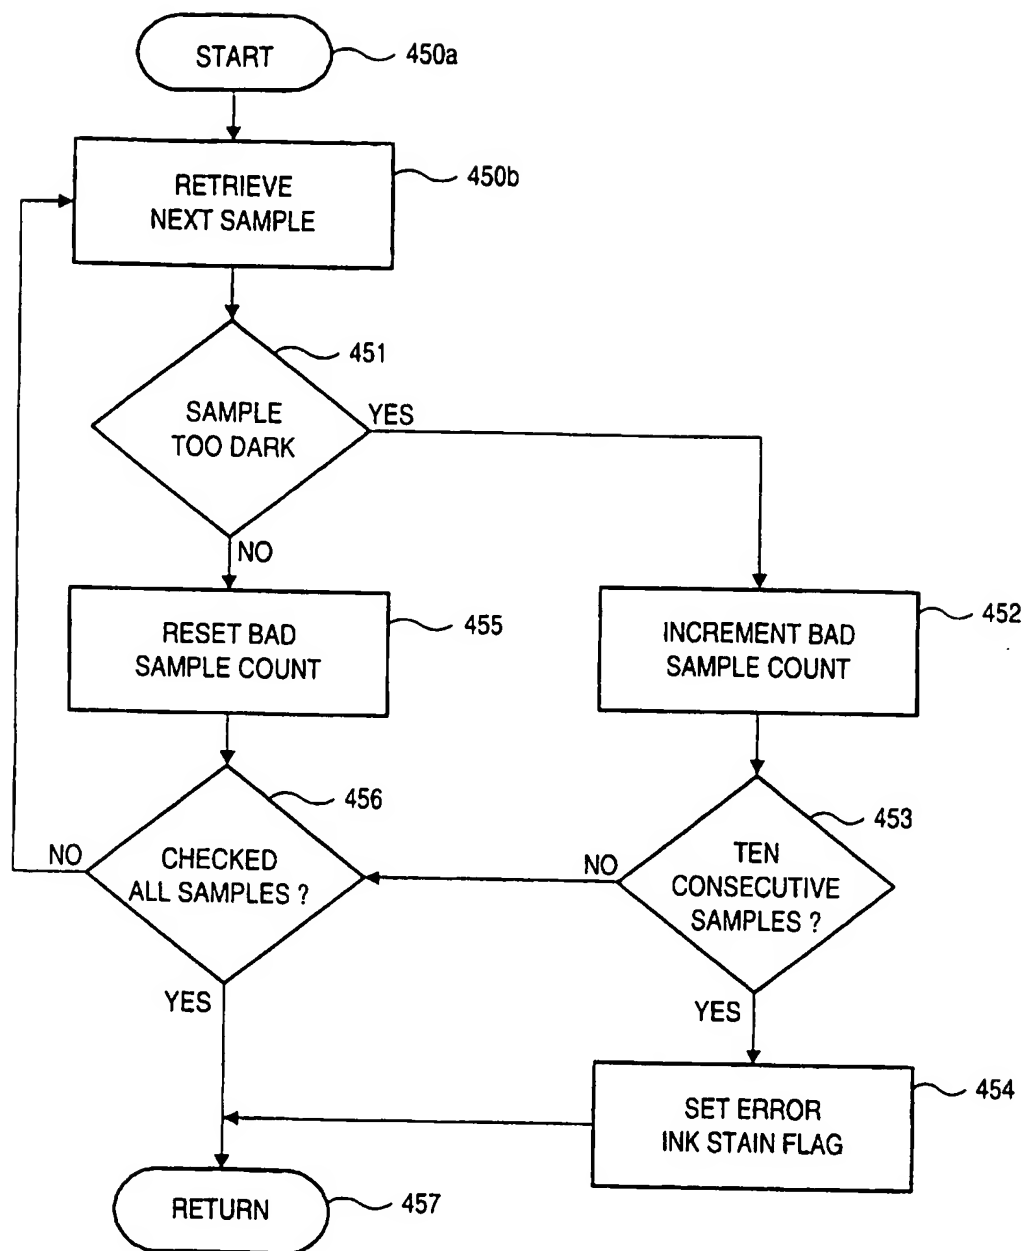 START
450a
RETRIEVE
NEXT SAMPLE
450b
451
SAMPLE
TOO DARK
YES
NO
RESET BAD
SAMPLE COUNT
455
INCREMENT BAD
SAMPLE COUNT
452
456
CHECKED
ALL SAMPLES ?
NO
YES
453
TEN
CONSECUTIVE
SAMPLES ?
NO
YES
SET ERROR
INK STAIN FLAG
454
RETURN
457